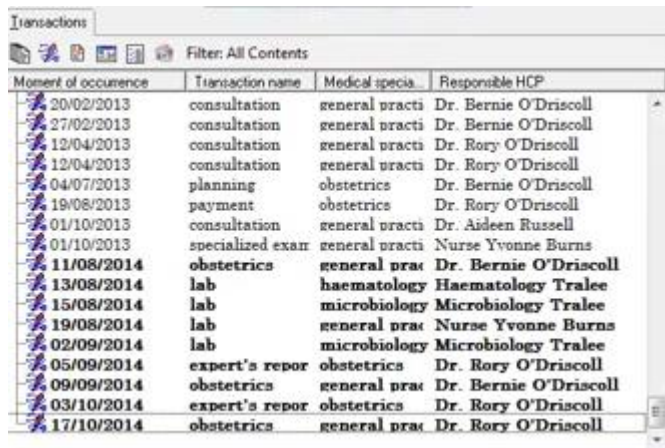 Transactions
Filter: All Contents
Moment of occurrence Transaction name Medical specia... Responsible HCP
20/02/2013 consultation general practi Dr. Bernie O'Driscoll
27/02/2013 consultation general practi Dr. Bernie O'Driscoll
12/04/2013 consultation general practi Dr. Rory O'Driscoll
12/04/2013 consultation general practi Dr. Rory O'Driscoll
04/07/2013 planning obstetrics Dr. Bernie O'Driscoll
19/08/2013 payment obstetrics Dr. Rory O'Driscoll
01/10/2013 consultation general practi Dr. Aideen Russell
01/10/2013 specialized exam general practi Nurse Yvonne Burns
11/08/2014 obstetrics general prac Dr. Bernie O'Driscoll
13/08/2014 lab haematology Haematology Tralee
15/08/2014 lab microbiology Microbiology Tralee
19/08/2014 lab general prac Nurse Yvonne Burns
02/09/2014 lab microbiology Microbiology Tralee
05/09/2014 expert's repor obstetrics Dr. Rory O'Driscoll
09/09/2014 obstetrics general prac Dr. Bernie O'Driscoll
03/10/2014 expert's repor obstetrics Dr. Rory O'Driscoll
17/10/2014 obstetrics general prac Dr. Rory O'Driscoll